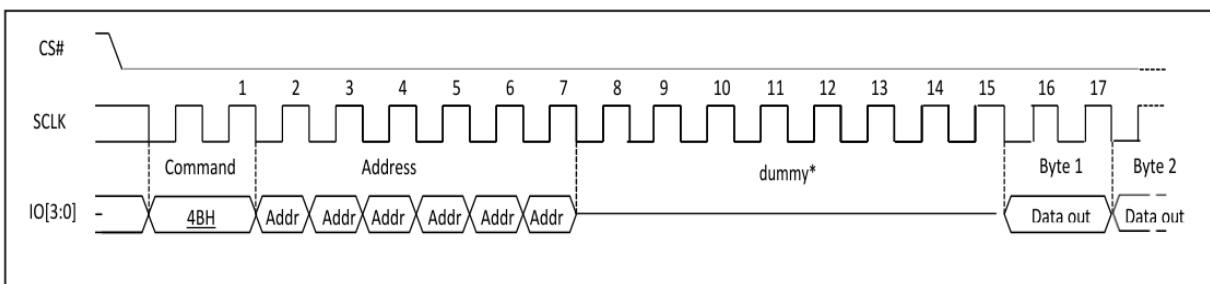 CS#
1 2 3 4 5 6 7 8 9 10 11 12 13 14 15 16 17
SCLK
Command Address dummy* Byte 1 Byte 2
IO[3:0] 4BH Addr Addr Addr Addr Addr Addr Data out Data out